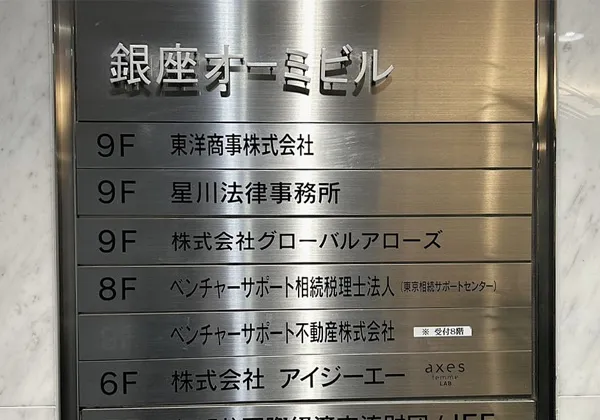 銀座オーミビル
9F 東洋商事株式会社
9F 星川法律事務所
9F 株式会社グローバルアローズ
8F ベンチャーサポート相続税理士法人 (東京相続サポートセンター)
ベンチャーサポート不動産株式会社 ※ 受付8階
6F 株式会社 アイジーエー axes femme LAB